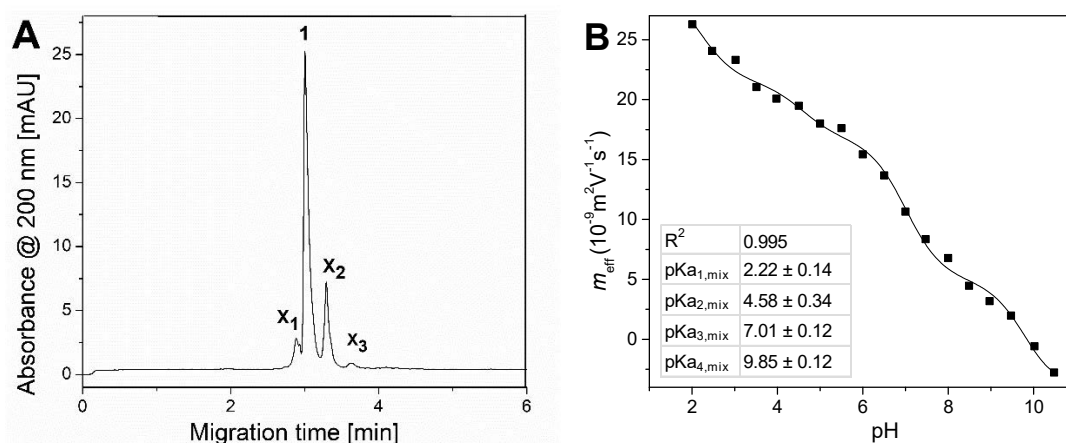 A
Absorbance @ 200 nm [mAU]
25
20
15
10
5
0
1
X₁
X₂
X₃
0 2 4 6
Migration time [min]
B
m_eff (10⁻⁹m²V⁻¹s⁻¹)
25
20
15
10
5
0
R² 0.995
pKa₁,mix 2.22 ± 0.14
pKa₂,mix 4.58 ± 0.34
pKa₃,mix 7.01 ± 0.12
pKa₄,mix 9.85 ± 0.12
2 4 6 8 10
pH